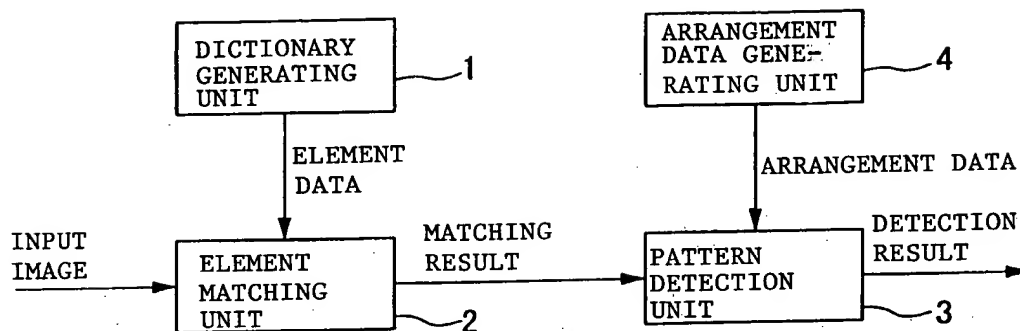 DICTIONARY
GENERATING
UNIT
1
ARRANGEMENT
DATA GENE-
RATING UNIT
4
ELEMENT
DATA
ARRANGEMENT DATA
INPUT
IMAGE
ELEMENT
MATCHING
UNIT
2
MATCHING
RESULT
PATTERN
DETECTION
UNIT
3
DETECTION
RESULT